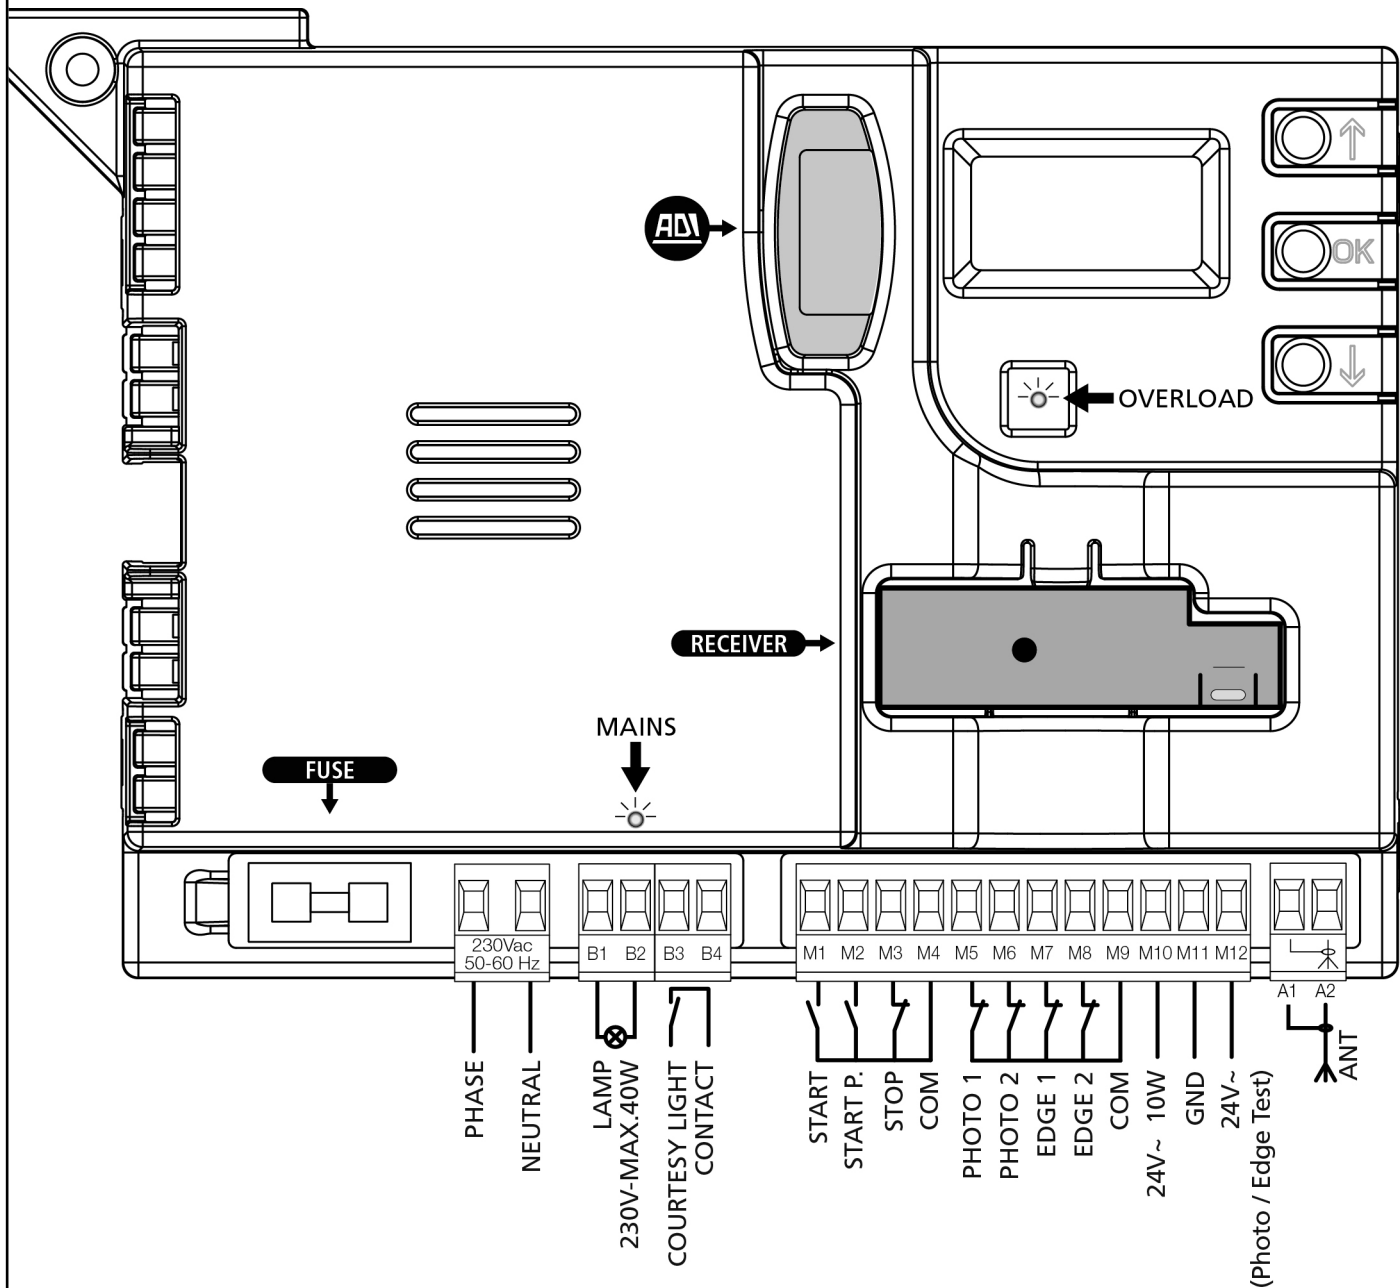 ADI
OK
OVERLOAD
RECEIVER
MAINS
FUSE
230Vac
50-60 Hz
B1 B2 B3 B4
M1 M2 M3 M4 M5 M6 M7 M8 M9 M10 M11 M12
A1 A2
PHASE
NEUTRAL
LAMP
230V-MAX.40W
COURTESY LIGHT
CONTACT
START
START P.
STOP
COM
PHOTO 1
PHOTO 2
EDGE 1
EDGE 2
COM
24V~ 10W
GND
24V~
(Photo / Edge Test)
ANT